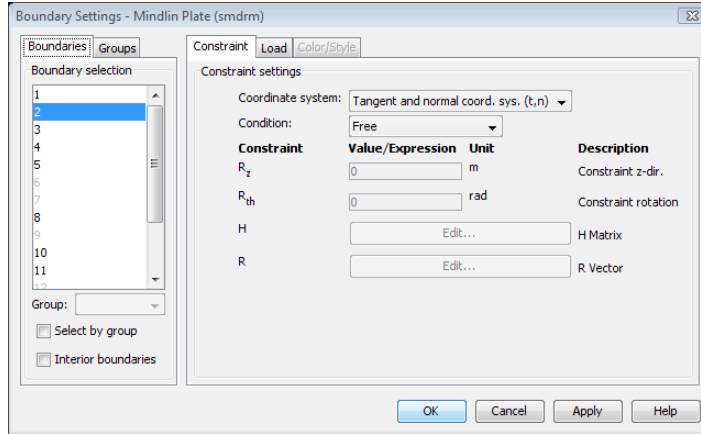 Boundary Settings - Mindlin Plate (smdrm)
Boundaries Groups
Boundary selection
1
2
3
4
5
6
7
8
9
10
11
12
Group:
Select by group
Interior boundaries
Constraint Load Color/Style
Constraint settings
Coordinate system: Tangent and normal coord. sys. (t,n)
Condition: Free
Constraint Value/Expression Unit Description
Rz 0 m Constraint z-dir.
Rth 0 rad Constraint rotation
H Edit... H Matrix
R Edit... R Vector
OK Cancel Apply Help